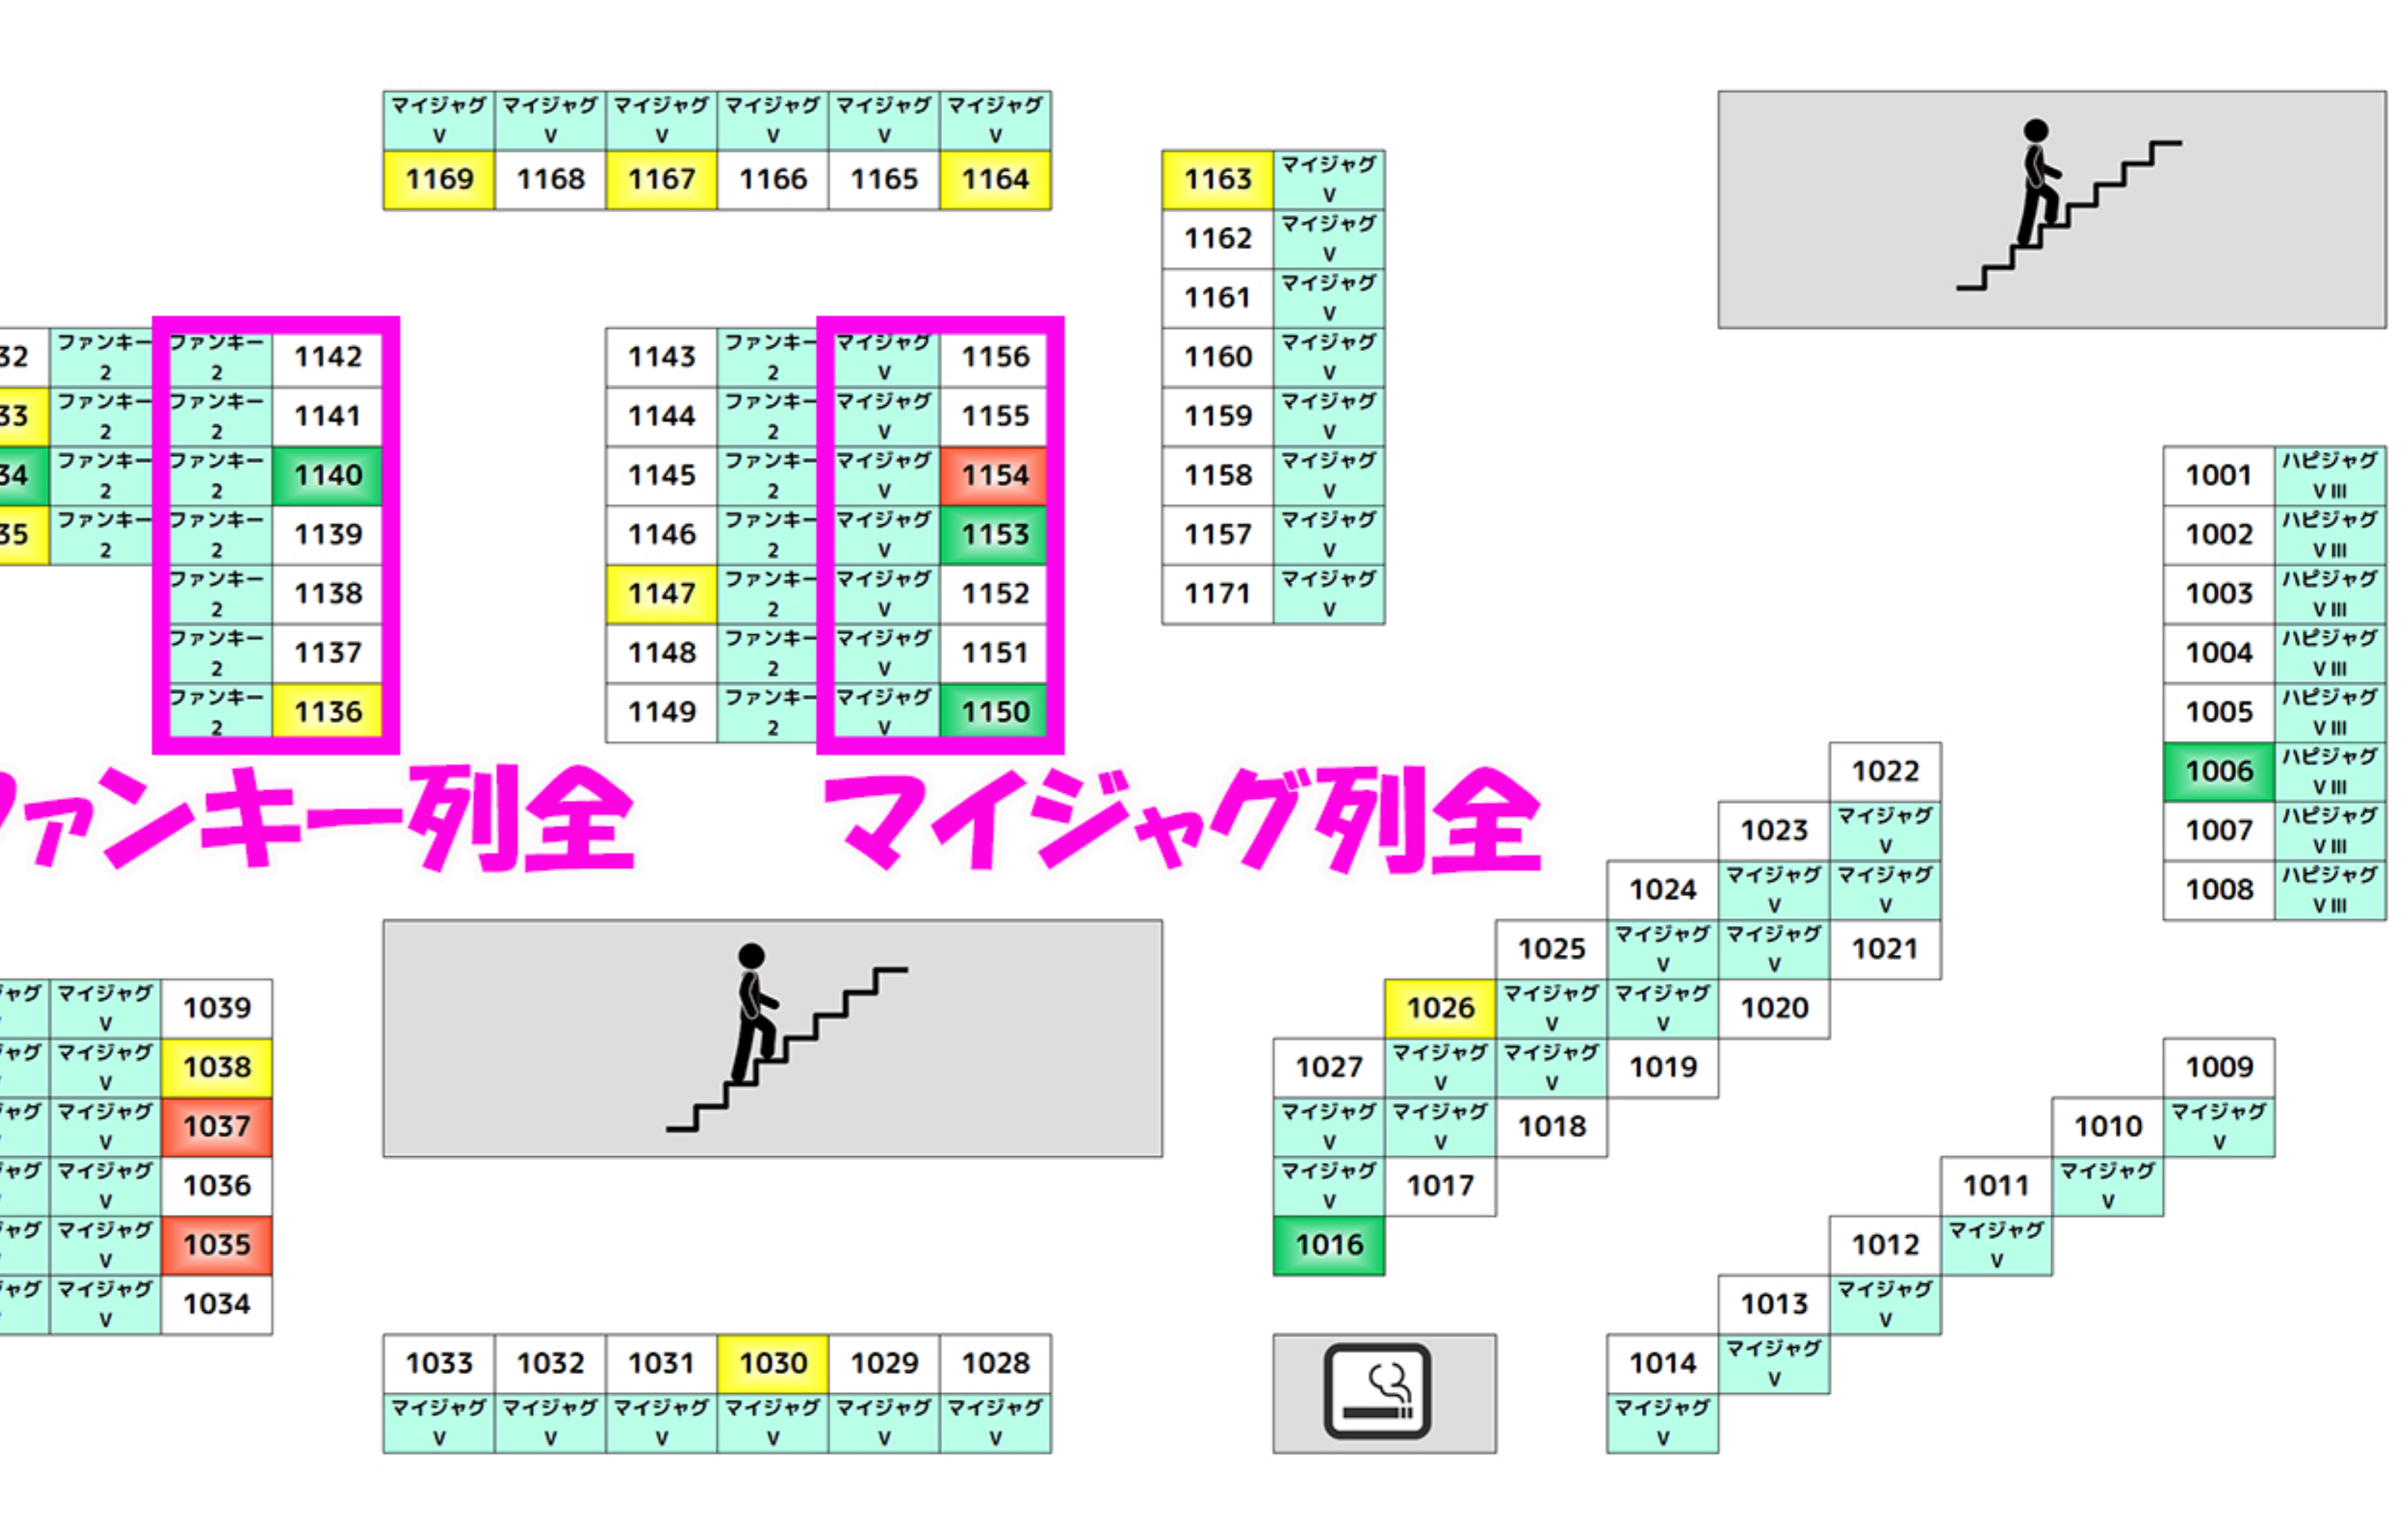 マイジャグ マイジャグ マイジャグ マイジャグ マイジャグ マイジャグ
V V V V V V
1169 1168 1167 1166 1165 1164
1163 マイジャグ V
1162 マイジャグ V
1161 マイジャグ V
1160 マイジャグ V
1159 マイジャグ V
1158 マイジャグ V
1157 マイジャグ V
1171 マイジャグ V
32 ファンキー 2 ファンキー 2 1142
33 ファンキー 2 ファンキー 2 1141
34 ファンキー 2 ファンキー 2 1140
35 ファンキー 2 ファンキー 2 1139
ファンキー 2 1138
ファンキー 2 1137
ファンキー 2 1136
1143 ファンキー 2 マイジャグ V 1156
1144 ファンキー 2 マイジャグ V 1155
1145 ファンキー 2 マイジャグ V 1154
1146 ファンキー 2 マイジャグ V 1153
1147 ファンキー 2 マイジャグ V 1152
1148 ファンキー 2 マイジャグ V 1151
1149 ファンキー 2 マイジャグ V 1150
ファンキー列全 マイジャグ列全
1001 ハピジャグ V III
1002 ハピジャグ V III
1003 ハピジャグ V III
1004 ハピジャグ V III
1005 ハピジャグ V III
1006 ハピジャグ V III
1007 ハピジャグ V III
1008 ハピジャグ V III
1022
1023 マイジャグ V
1024 マイジャグ V マイジャグ V
1025 マイジャグ V マイジャグ V 1021
1026 マイジャグ V マイジャグ V 1020
1027 マイジャグ V マイジャグ V 1019
マイジャグ V マイジャグ V 1018
マイジャグ V 1017
1016
ャグ マイジャグ V 1039
ャグ マイジャグ V 1038
ャグ マイジャグ V 1037
ャグ マイジャグ V 1036
ャグ マイジャグ V 1035
ャグ マイジャグ V 1034
1033 1032 1031 1030 1029 1028
マイジャグ マイジャグ マイジャグ マイジャグ マイジャグ マイジャグ
V V V V V V
1009
1010 マイジャグ V
1011 マイジャグ V
1012 マイジャグ V
1013 マイジャグ V
1014 マイジャグ V
マイジャグ V